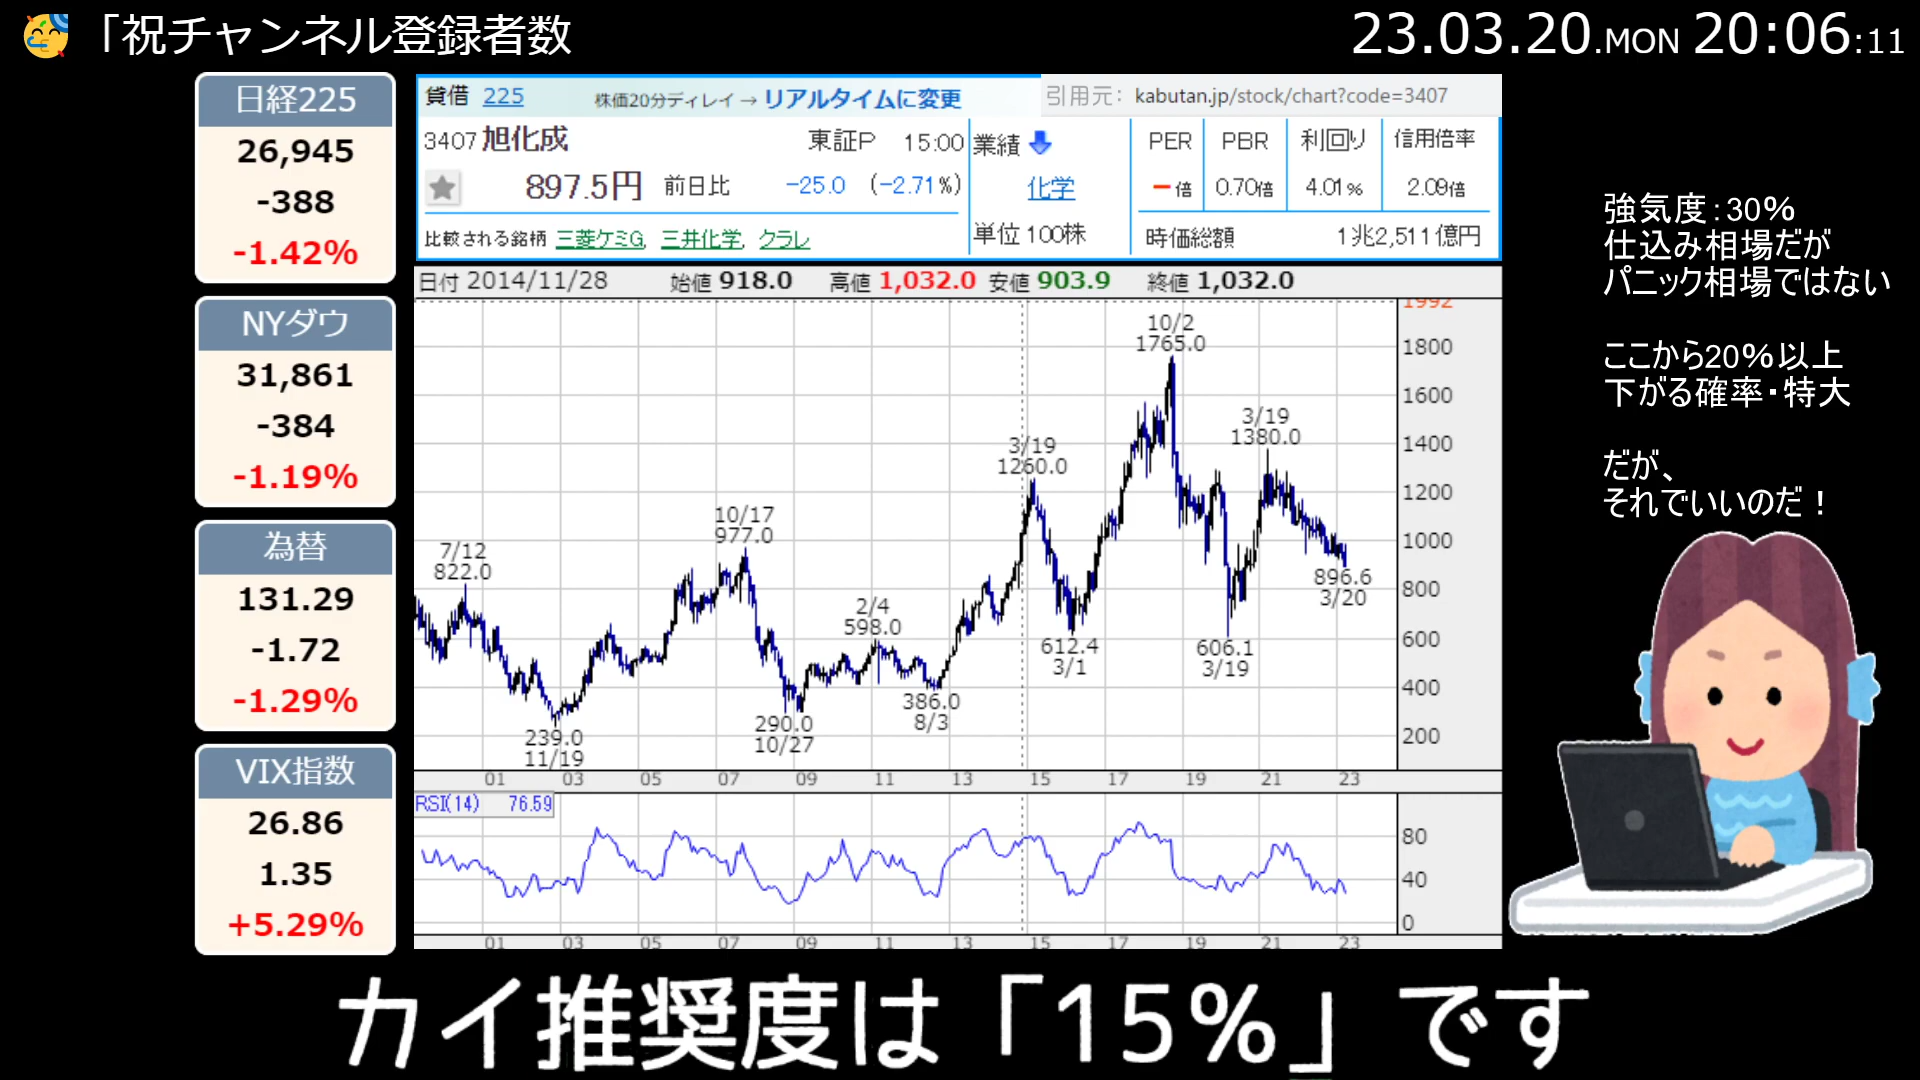 「祝チャンネル登録者数
23.03.20.MON 20:06:11
日経225
26,945
-388
-1.42%
NYダウ
31,861
-384
-1.19%
為替
131.29
-1.72
-1.29%
VIX指数
26.86
1.35
+5.29%
貸借 225 株価20分ディレイ→リアルタイムに変更
引用元: kabutan.jp/stock/chart?code=3407
3407 旭化成 東証P 15:00
897.5円 前日比 -25.0 (-2.71%)
比較される銘柄 三菱ケミG, 三井化学, クラレ
業績
化学
単位 100株
PER PBR 利回り 信用倍率
-倍 0.70倍 4.01% 2.09倍
時価総額 1兆2,511億円
日付 2014/11/28 始値 918.0 高値 1,032.0 安値 903.9 終値 1,032.0
1992
1800
1600
1400
1200
1000
800
600
400
200
7/12
822.0
239.0
11/19
10/17
977.0
290.0
10/27
2/4
598.0
386.0
8/3
3/19
1260.0
612.4
3/1
10/2
1765.0
606.1
3/19
3/19
1380.0
896.6
3/20
01 03 05 07 09 11 13 15 17 19 21 23
RSI(14) 76.59
80
40
0
01 03 05 07 09 11 13 15 17 19 21 23
強気度:30%
仕込み相場だが
パニック相場ではない
ここから20%以上
下がる確率・特大
だが、
それでいいのだ!
カイ推奨度は「15%」です